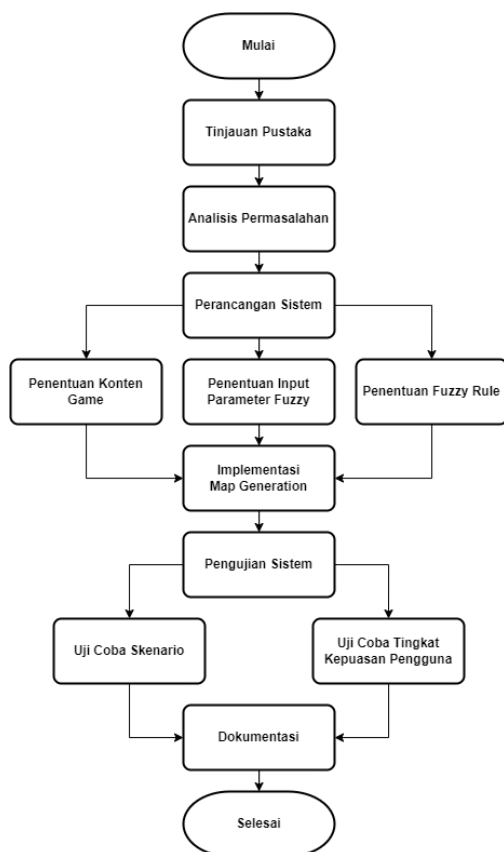 Mulai
Tinjauan Pustaka
Analisis Permasalahan
Perancangan Sistem
Penentuan Konten
Game
Penentuan Input
Parameter Fuzzy
Penentuan Fuzzy Rule
Implementasi
Map Generation
Pengujian Sistem
Uji Coba Skenario
Uji Coba Tingkat
Kepuasan Pengguna
Dokumentasi
Selesai